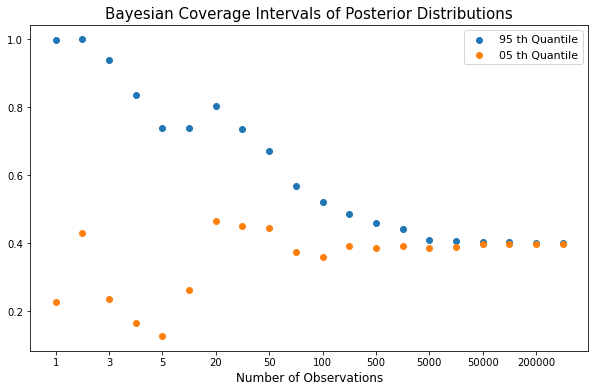 Bayesian Coverage Intervals of Posterior Distributions
95 th Quantile
05 th Quantile
1.0
0.8
0.6
0.4
0.2
1 3 5 20 50 100 500 5000 50000 200000
Number of Observations